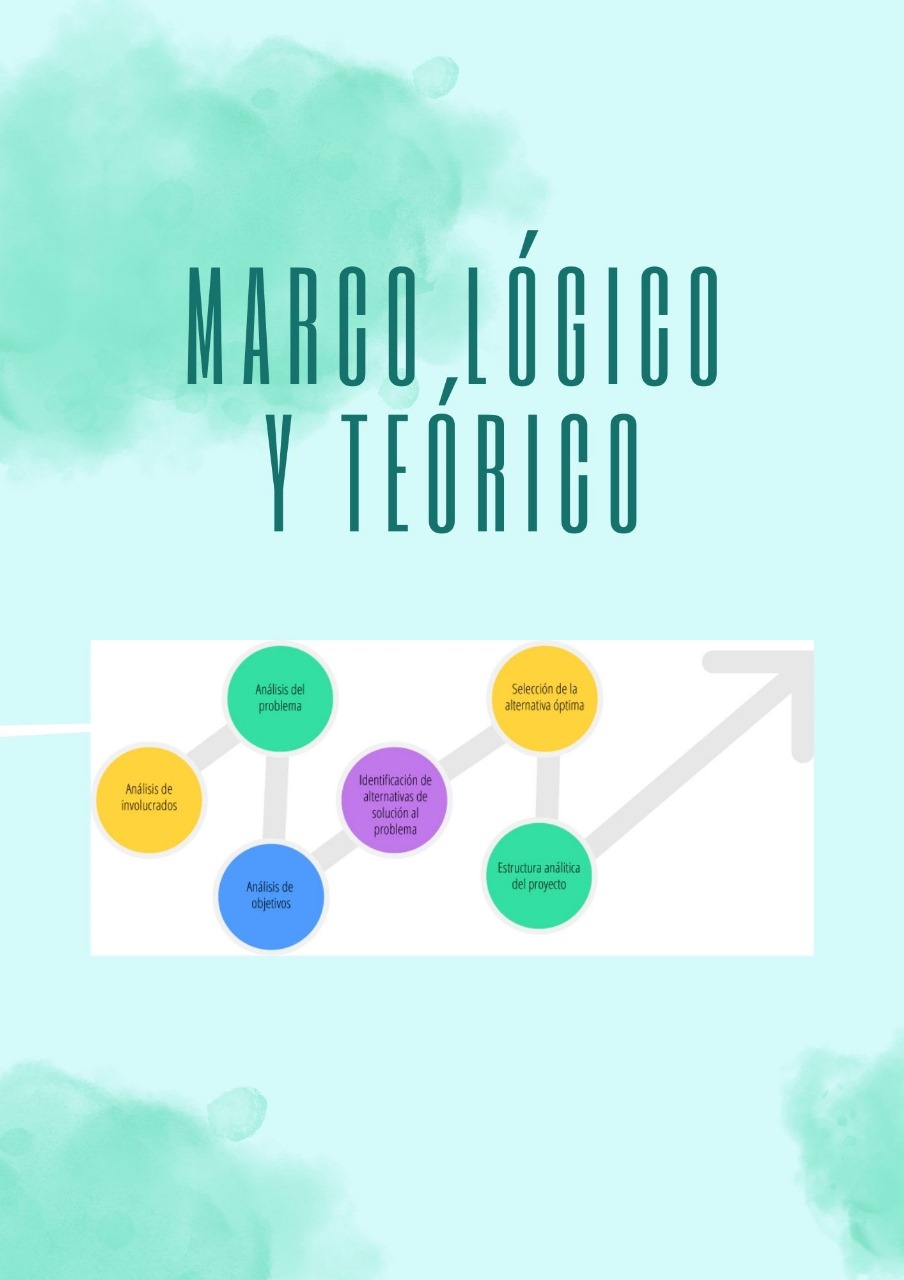 MARCO LÓGICO
Y TEÓRICO
Análisis de
involucrados
Análisis del
problema
Análisis de
objetivos
Identificación de
alternativas de
solución al
problema
Selección de la
alternativa óptima
Estructura análitica
del proyecto